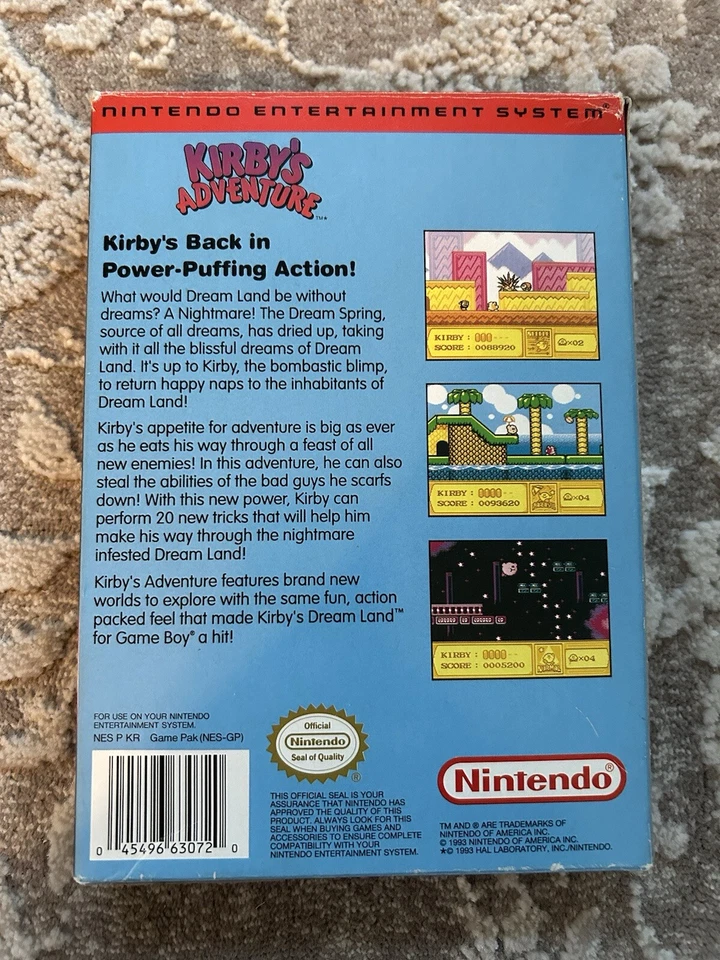 NINTENDO ENTERTAINMENT SYSTEM®
KIRBY'S
ADVENTURE™*
Kirby's Back in
Power-Puffing Action!
What would Dream Land be without
dreams? A Nightmare! The Dream Spring,
source of all dreams, has dried up, taking
with it all the blissful dreams of Dream
Land. It's up to Kirby, the bombastic blimp,
to return happy naps to the inhabitants of
Dream Land!
Kirby's appetite for adventure is big as ever
as he eats his way through a feast of all
new enemies! In this adventure, he can also
steal the abilities of the bad guys he scarfs
down! With this new power, Kirby can
perform 20 new tricks that will help him
make his way through the nightmare
infested Dream Land!
Kirby's Adventure features brand new
worlds to explore with the same fun, action
packed feel that made Kirby's Dream Land™
for Game Boy® a hit!
KIRBY :
SCORE : 0088920
×02
KIRBY :
SCORE : 0093620
×04
KIRBY :
SCORE : 0005200
×04
FOR USE ON YOUR NINTENDO
ENTERTAINMENT SYSTEM.
NES P KR Game Pak (NES-GP)
0 45496 63072 0
Official
Nintendo
Seal of Quality
®
THIS OFFICIAL SEAL IS YOUR
ASSURANCE THAT NINTENDO HAS
APPROVED THE QUALITY OF THIS
PRODUCT. ALWAYS LOOK FOR THIS
SEAL WHEN BUYING GAMES AND
ACCESSORIES TO ENSURE COMPLETE
COMPATIBILITY WITH YOUR
NINTENDO ENTERTAINMENT SYSTEM.
Nintendo®
TM AND ® ARE TRADEMARKS OF
NINTENDO OF AMERICA INC.
© 1993 NINTENDO OF AMERICA INC.
★© 1993 HAL LABORATORY, INC./NINTENDO.